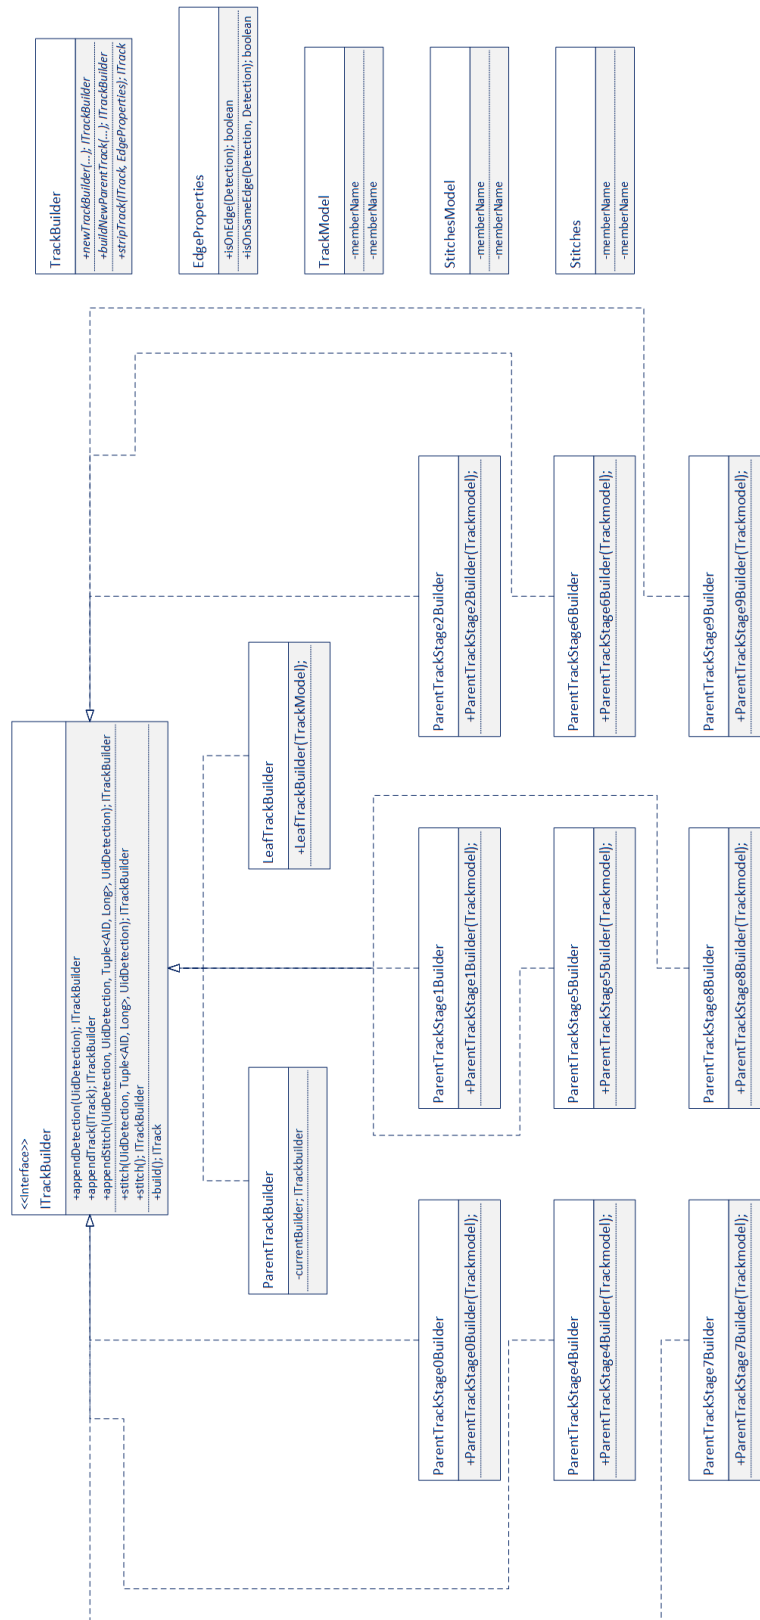 <<Interface>>
ITrackBuilder
+appendDetection(UidDetection); ITrackBuilder
+appendTrack(ITrack); ITrackBuilder
+appendStitch(UidDetection, UidDetection, Tuple<AID, Long>, UidDetection); ITrackBuilder
+stitch(UidDetection, Tuple<AID, Long>, UidDetection); ITrackBuilder
+stitch(); ITrackBuilder
+build(); ITrack
TrackBuilder
+newTrackBuilder(...); ITrackBuilder
+buildNewParentTrack(...); ITrackBuilder
+stripTrack(ITrack, EdgeProperties); ITrack
EdgeProperties
+isOnEdge(Detection); boolean
+isOnSameEdge(Detection, Detection); boolean
TrackModel
-memberName
-memberName
StitchesModel
-memberName
-memberName
Stitches
-memberName
-memberName
ParentTrackBuilder
-currentBuilder; ITrackbuilder
LeafTrackBuilder
+LeafTrackBuilder(TrackModel);
ParentTrackStage0Builder
+ParentTrackStage0Builder(Trackmodel);
ParentTrackStage1Builder
+ParentTrackStage1Builder(Trackmodel);
ParentTrackStage2Builder
+ParentTrackStage2Builder(Trackmodel);
ParentTrackStage4Builder
+ParentTrackStage4Builder(Trackmodel);
ParentTrackStage5Builder
+ParentTrackStage5Builder(Trackmodel);
ParentTrackStage6Builder
+ParentTrackStage6Builder(Trackmodel);
ParentTrackStage7Builder
+ParentTrackStage7Builder(Trackmodel);
ParentTrackStage8Builder
+ParentTrackStage8Builder(Trackmodel);
ParentTrackStage9Builder
+ParentTrackStage9Builder(Trackmodel);